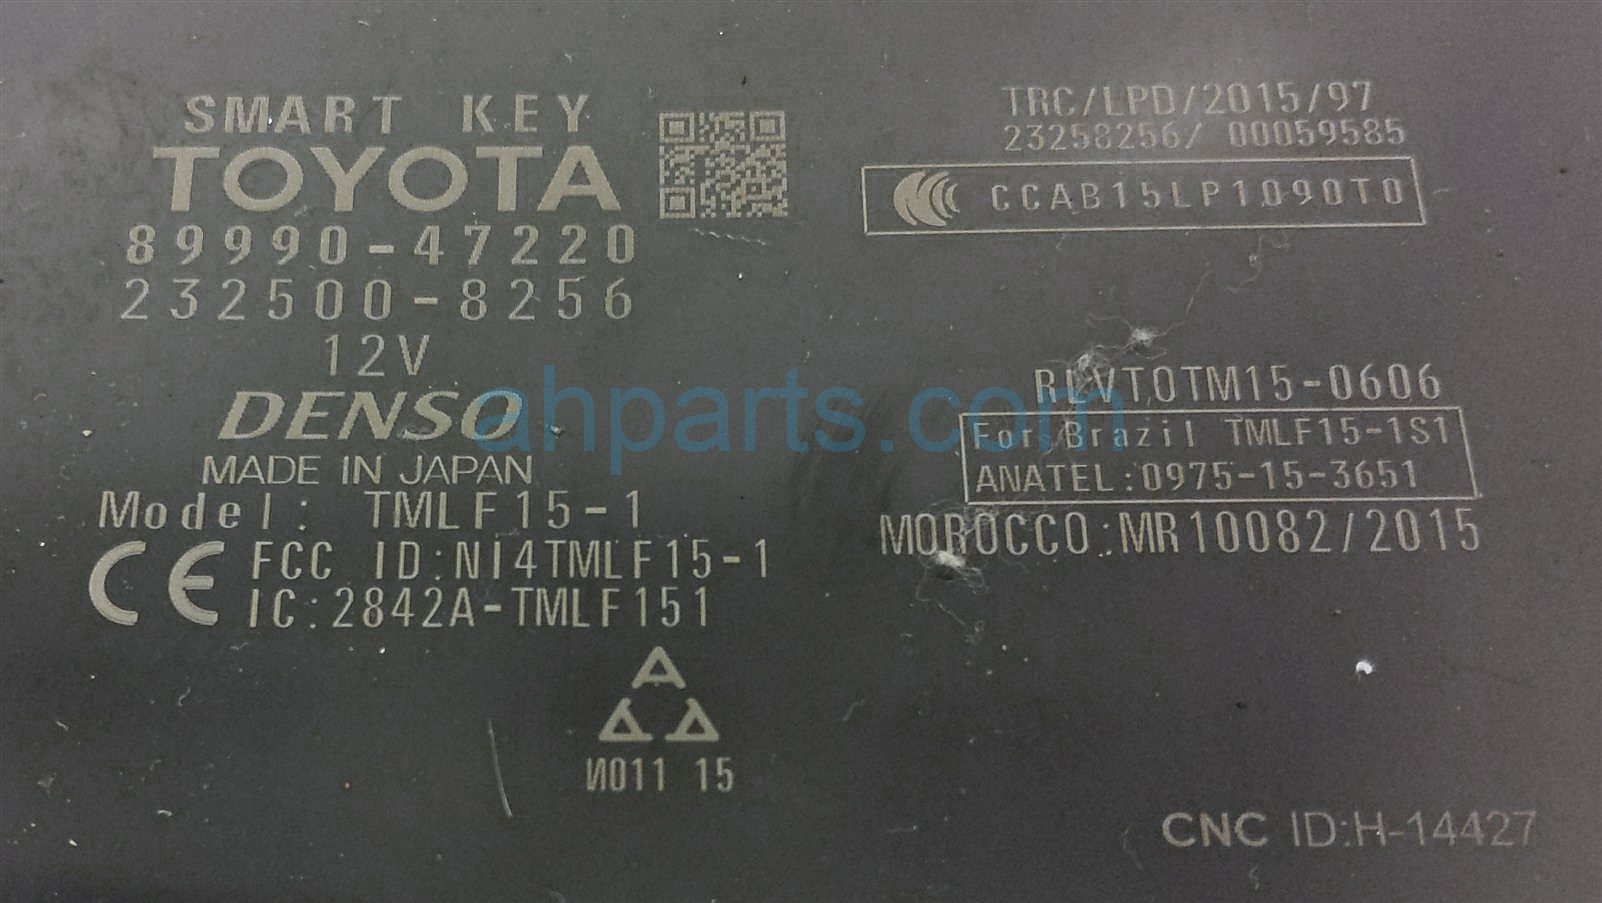 SMART KEY
TOYOTA
89990-47220
232500-8256
12V
DENSO
MADE IN JAPAN
Model: TMLF15-1
CE
FCC ID:NI4TMLF15-1
IC:2842A-TMLF151
A
Δ Δ
И011 15
TRC/LPD/2015/97
23258256/ 00059585
CCAB15LP1090T0
RLVTOTM15-0606
For Brazil TMLF15-1S1
ANATEL:0975-15-3651
MOROCCO:MR10082/2015
CNC ID:H-14427
ahparts.com